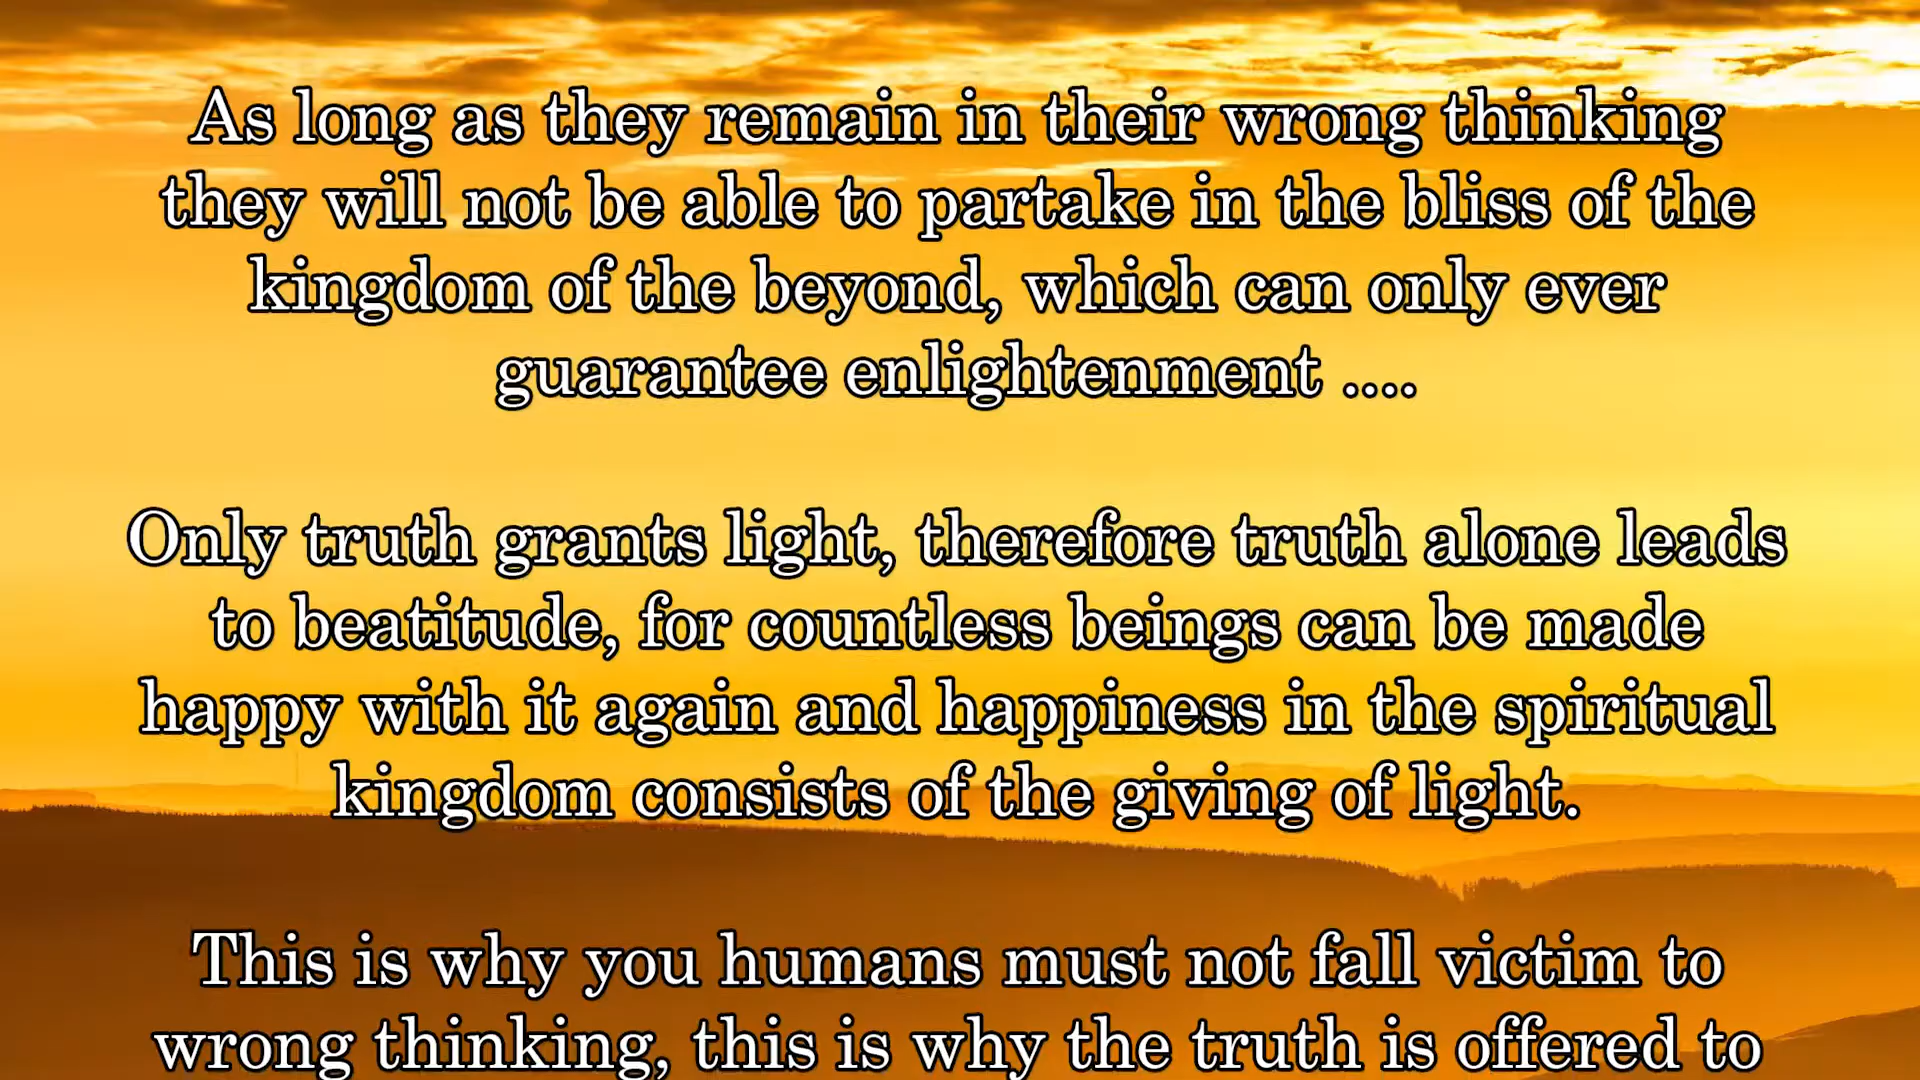 As long as they remain in their wrong thinking
they will not be able to partake in the bliss of the
kingdom of the beyond, which can only ever
guarantee enlightenment ....
Only truth grants light, therefore truth alone leads
to beatitude, for countless beings can be made
happy with it again and happiness in the spiritual
kingdom consists of the giving of light.
This is why you humans must not fall victim to
wrong thinking, this is why the truth is offered to